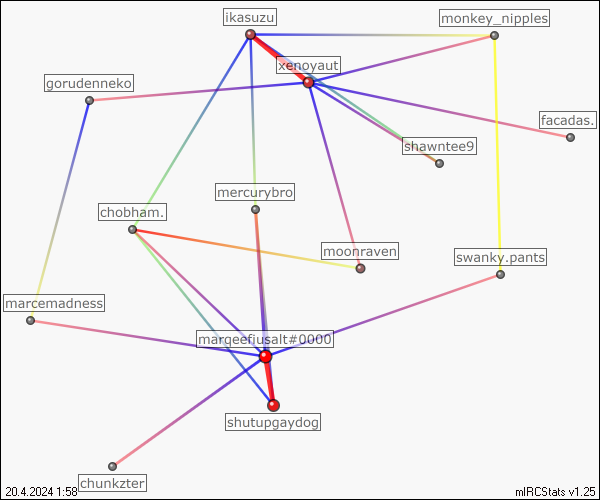 ikasuzu
monkey_nipples
xenoyaut
gorudenneko
facadas.
shawntee9
mercurybro
chobham.
moonraven
swanky.pants
marcemadness
marqeefiusalt#0000
shutupgaydog
chunkzter
20.4.2024 1:58
mIRCStats v1.25